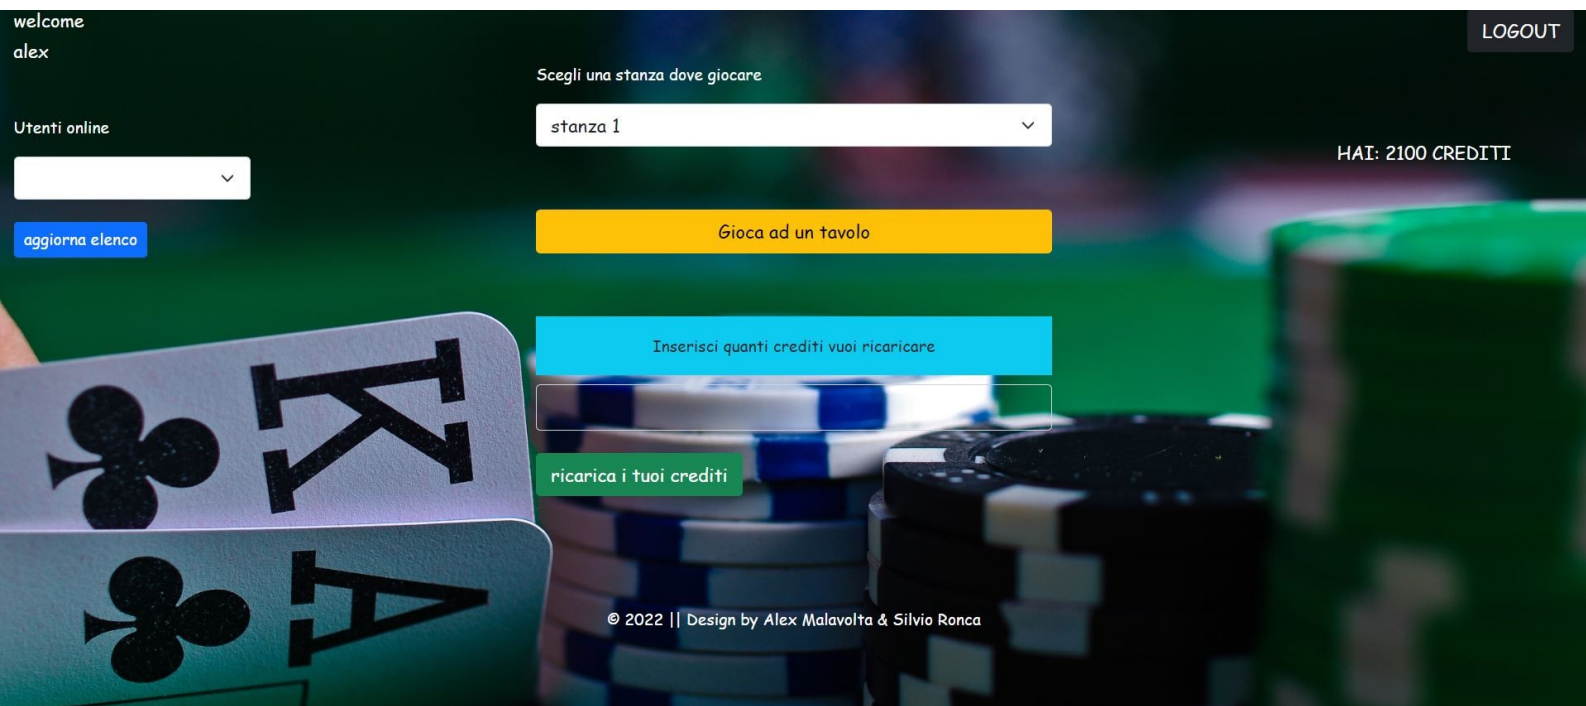 welcome
alex
LOGOUT
Scegli una stanza dove giocare
stanza 1
Utenti online
aggiorna elenco
HAI: 2100 CREDITI
Gioca ad un tavolo
Inserisci quanti crediti vuoi ricaricare
ricarica i tuoi crediti
K
A
© 2022 || Design by Alex Malavolta & Silvio Ronca